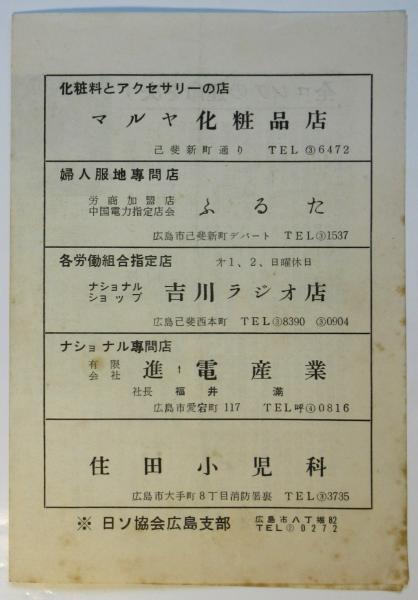 化粧料とアクセサリーの店
マルヤ化粧品店
己斐新町通り TEL③6472
婦人服地専門店
労商加盟店
中国電力指定店会
ふるた
広島市己斐新町デパート TEL③1537
各労働組合指定店 才1、2、日曜休日
ナショナル
ショップ
吉川ラジオ店
広島己斐西本町 TEL③8390 ③0904
ナショナル専門店
有限
会社
進電産業
社長 福井 満
広島市愛宕町117 TEL呼④0816
住田小児科
広島市大手町8丁目消防署裏 TEL③3735
※ 日ソ協会広島支部
広島市八丁堀82
TEL②0272